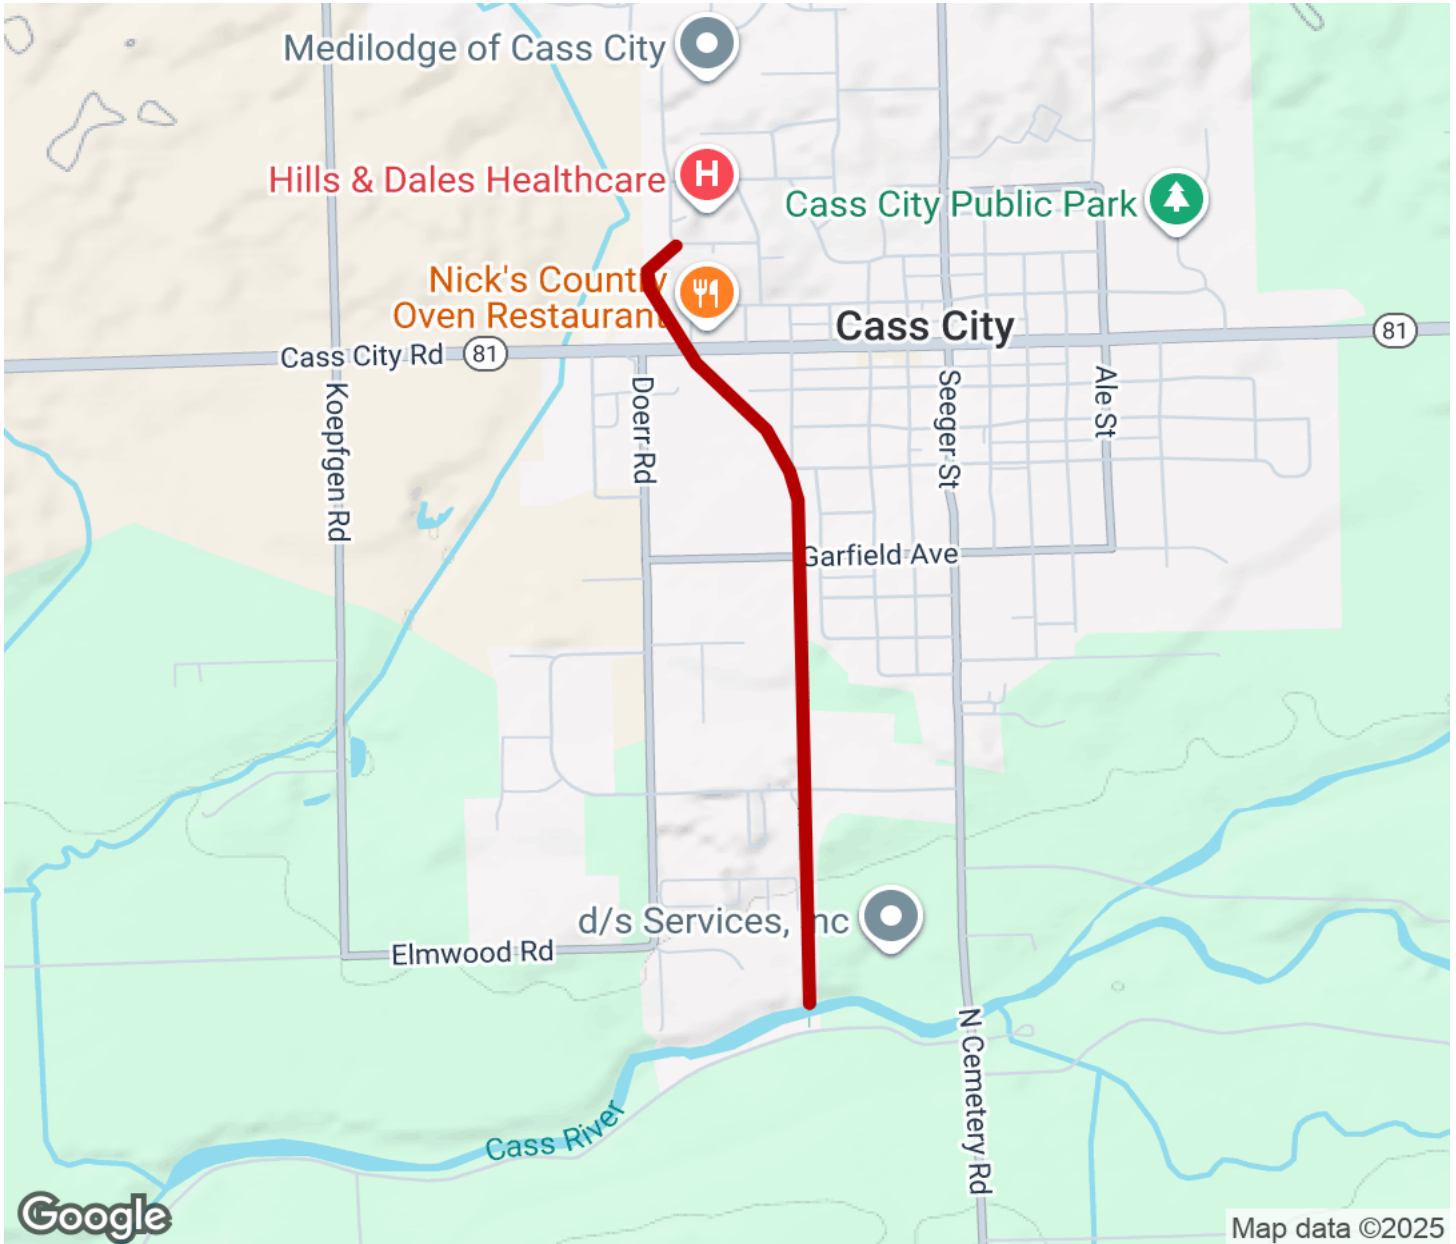 Medilodge of Cass City
Hills & Dales Healthcare
H
Cass City Public Park
Nick's Country
Oven Restaurant
Cass City
81
Cass City Rd
81
Koepfgen Rd
Doerr Rd
Seeger St
Ale St
Garfield Ave
d/s Services, Inc
Elmwood Rd
N Cemetery Rd
Cass River
Google
Map data ©2025